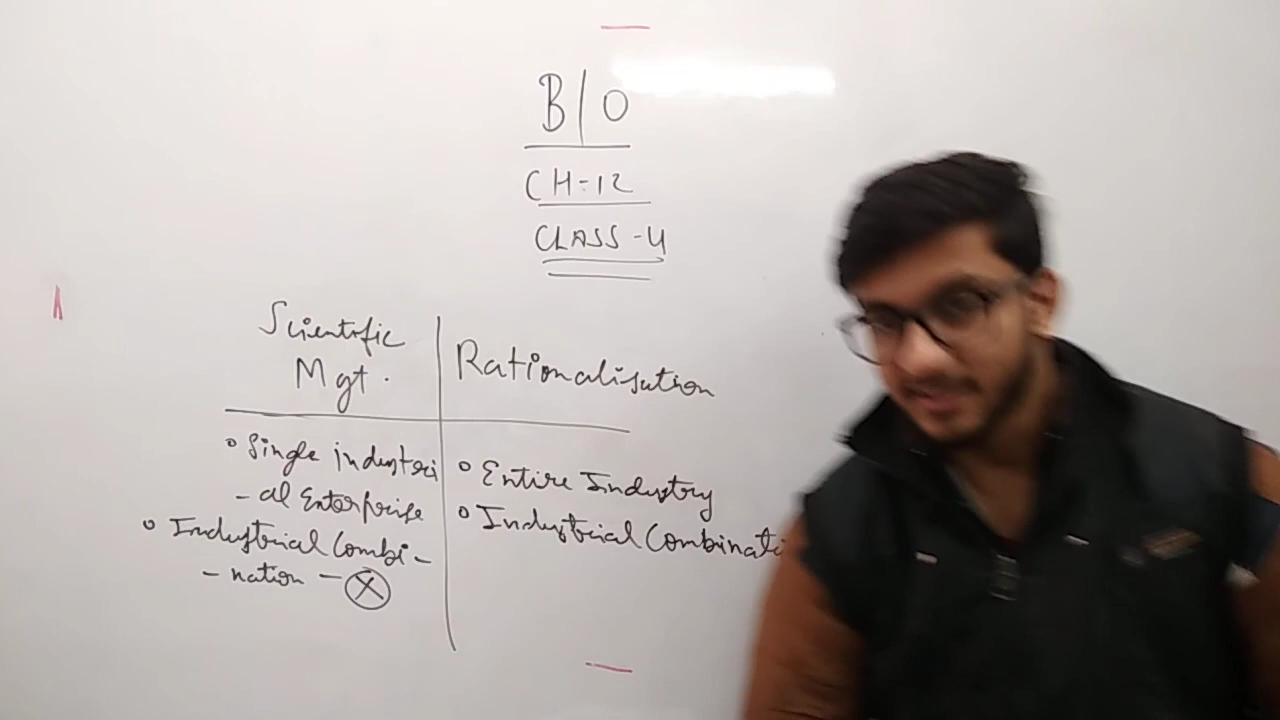 B/O
CH-12
CLASS-4
Scientific
Mgt.
Rationalisation
• Single industri
- al Enterprise
• Industrial Combi -
- nation - X
• Entire Industry
• Industrial Combinati